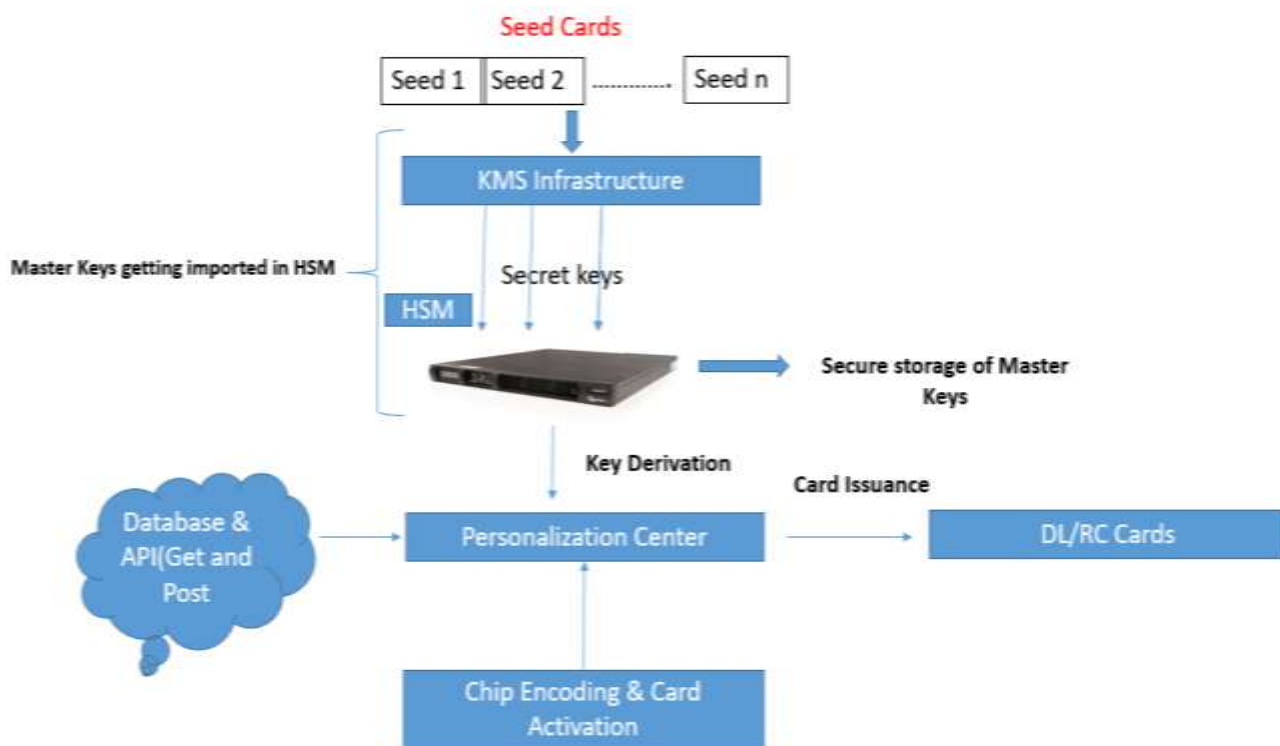 Seed Cards
Seed 1
Seed 2
Seed n
KMS Infrastructure
Master Keys getting imported in HSM
Secret keys
HSM
Secure storage of Master
Keys
Key Derivation
Card Issuance
Database &
API(Get and
Post
Personalization Center
DL/RC Cards
Chip Encoding & Card
Activation